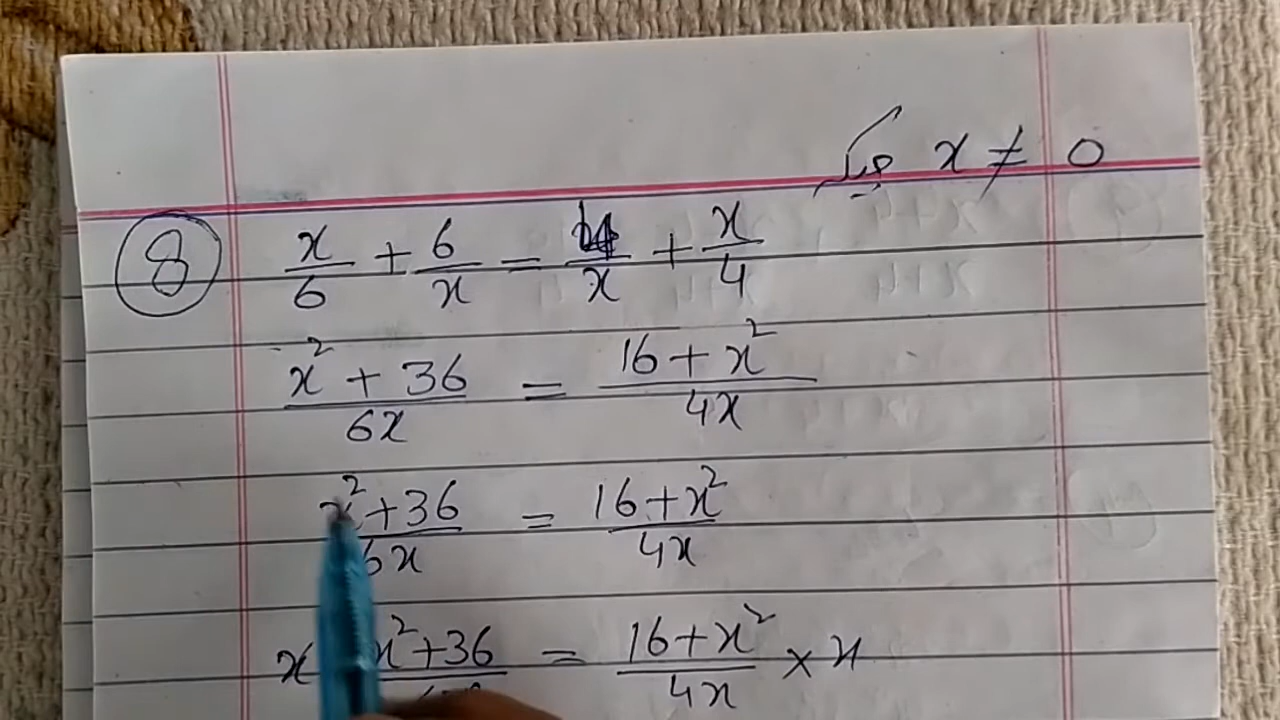 جبکہ x ≠ 0
8 x/6 + 6/x = 4/x + x/4
x² + 36/6x = 16 + x²/4x
x² + 36/6x = 16 + x²/4x
x x² + 36 = 16 + x²/4x × x